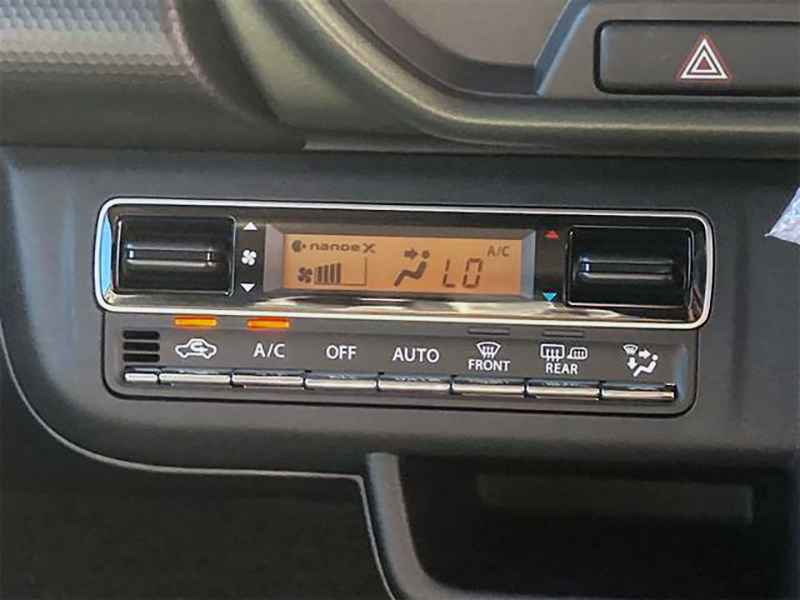 nanoe X
A/C
LO
A/C
OFF
AUTO
FRONT
REAR